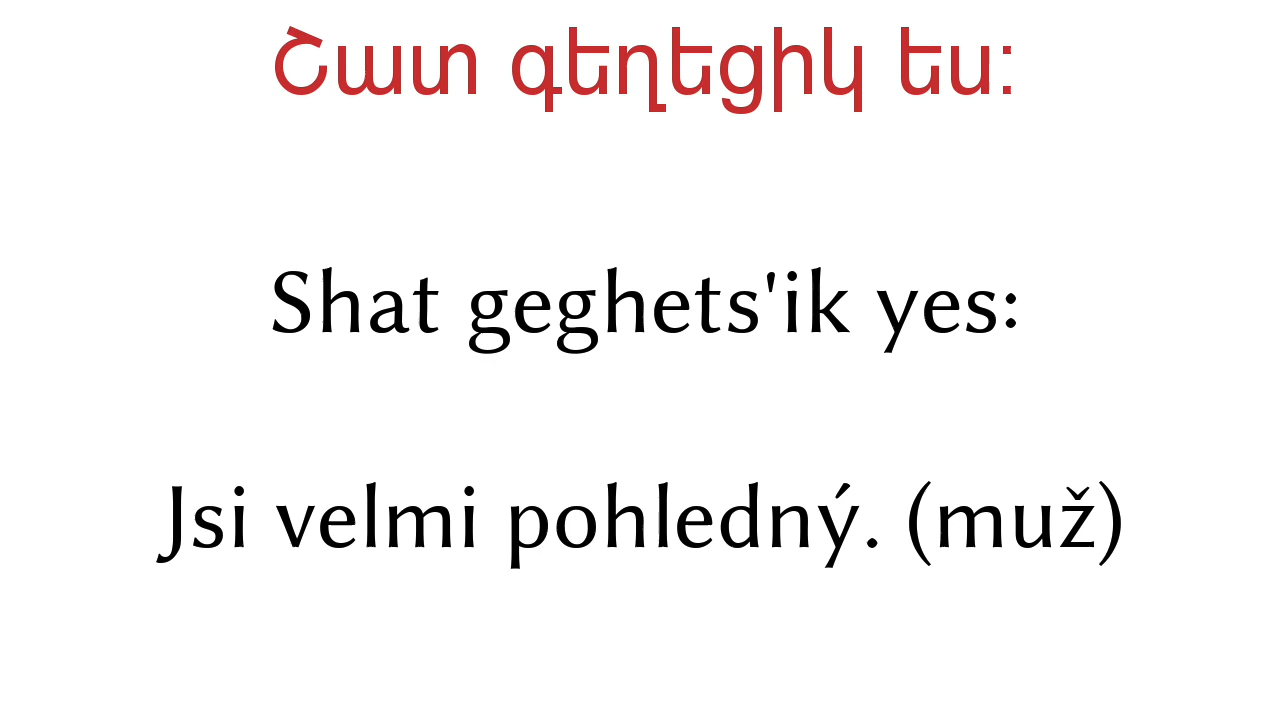 Շատ գեղեցիկ ես:
Shat geghets'ik yes:
Jsi velmi pohledný. (muž)